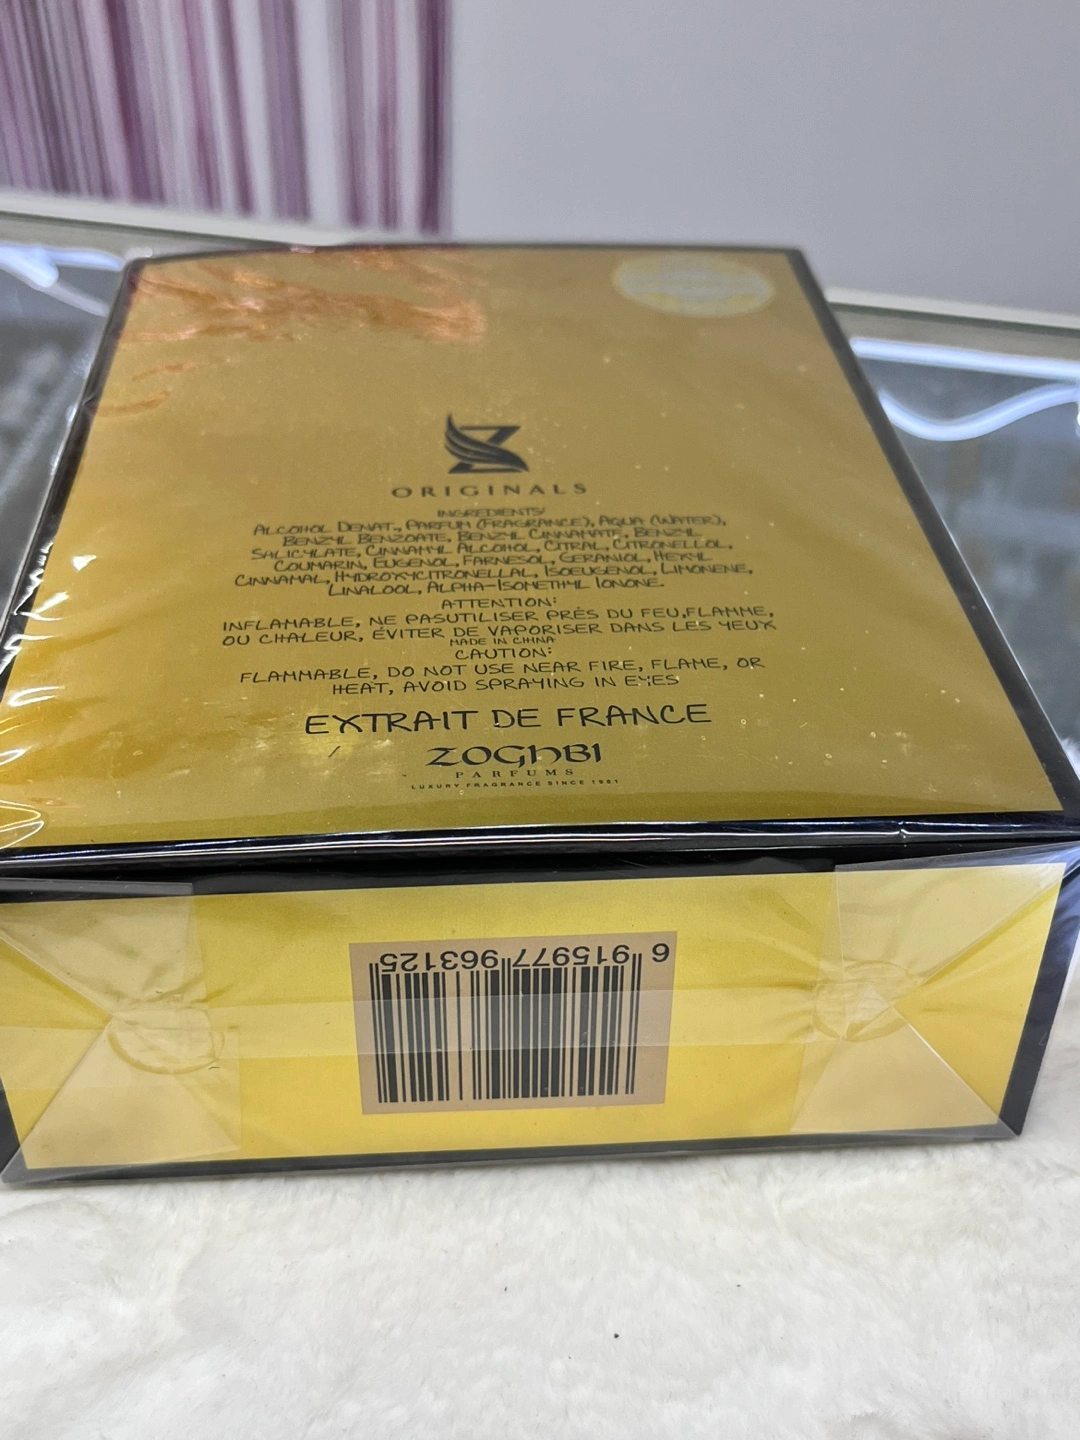 ORIGINALS
INGREDIENTS:
ALCOHOL DENAT., PARFUM (FRAGRANCE), AQUA (WATER),
BENZYL BENZOATE, BENZYL CINNAMATE, BENZYL
SALICYLATE, CINNAMYL ALCOHOL, CITRAL, CITRONELLOL,
COUMARIN, EUGENOL, FARNESOL, GERANIOL, HEXYL
CINNAMAL, HYDROXYCITRONELLAL, ISOEUGENOL, LIMONENE,
LINALOOL, ALPHA-ISOMETHYL IONONE.
ATTENTION:
INFLAMABLE, NE PASUTILISER PRÉS DU FEU,FLAMME,
OU CHALEUR, ÉVITER DE VAPORISER DANS LES YEUX
MADE IN CHINA
CAUTION:
FLAMMABLE, DO NOT USE NEAR FIRE, FLAME, OR
HEAT, AVOID SPRAYING IN EYES
EXTRAIT DE FRANCE
ZOGHBI
PARFUMS
LUXURY FRAGRANCE SINCE 1981
6 915977 963125